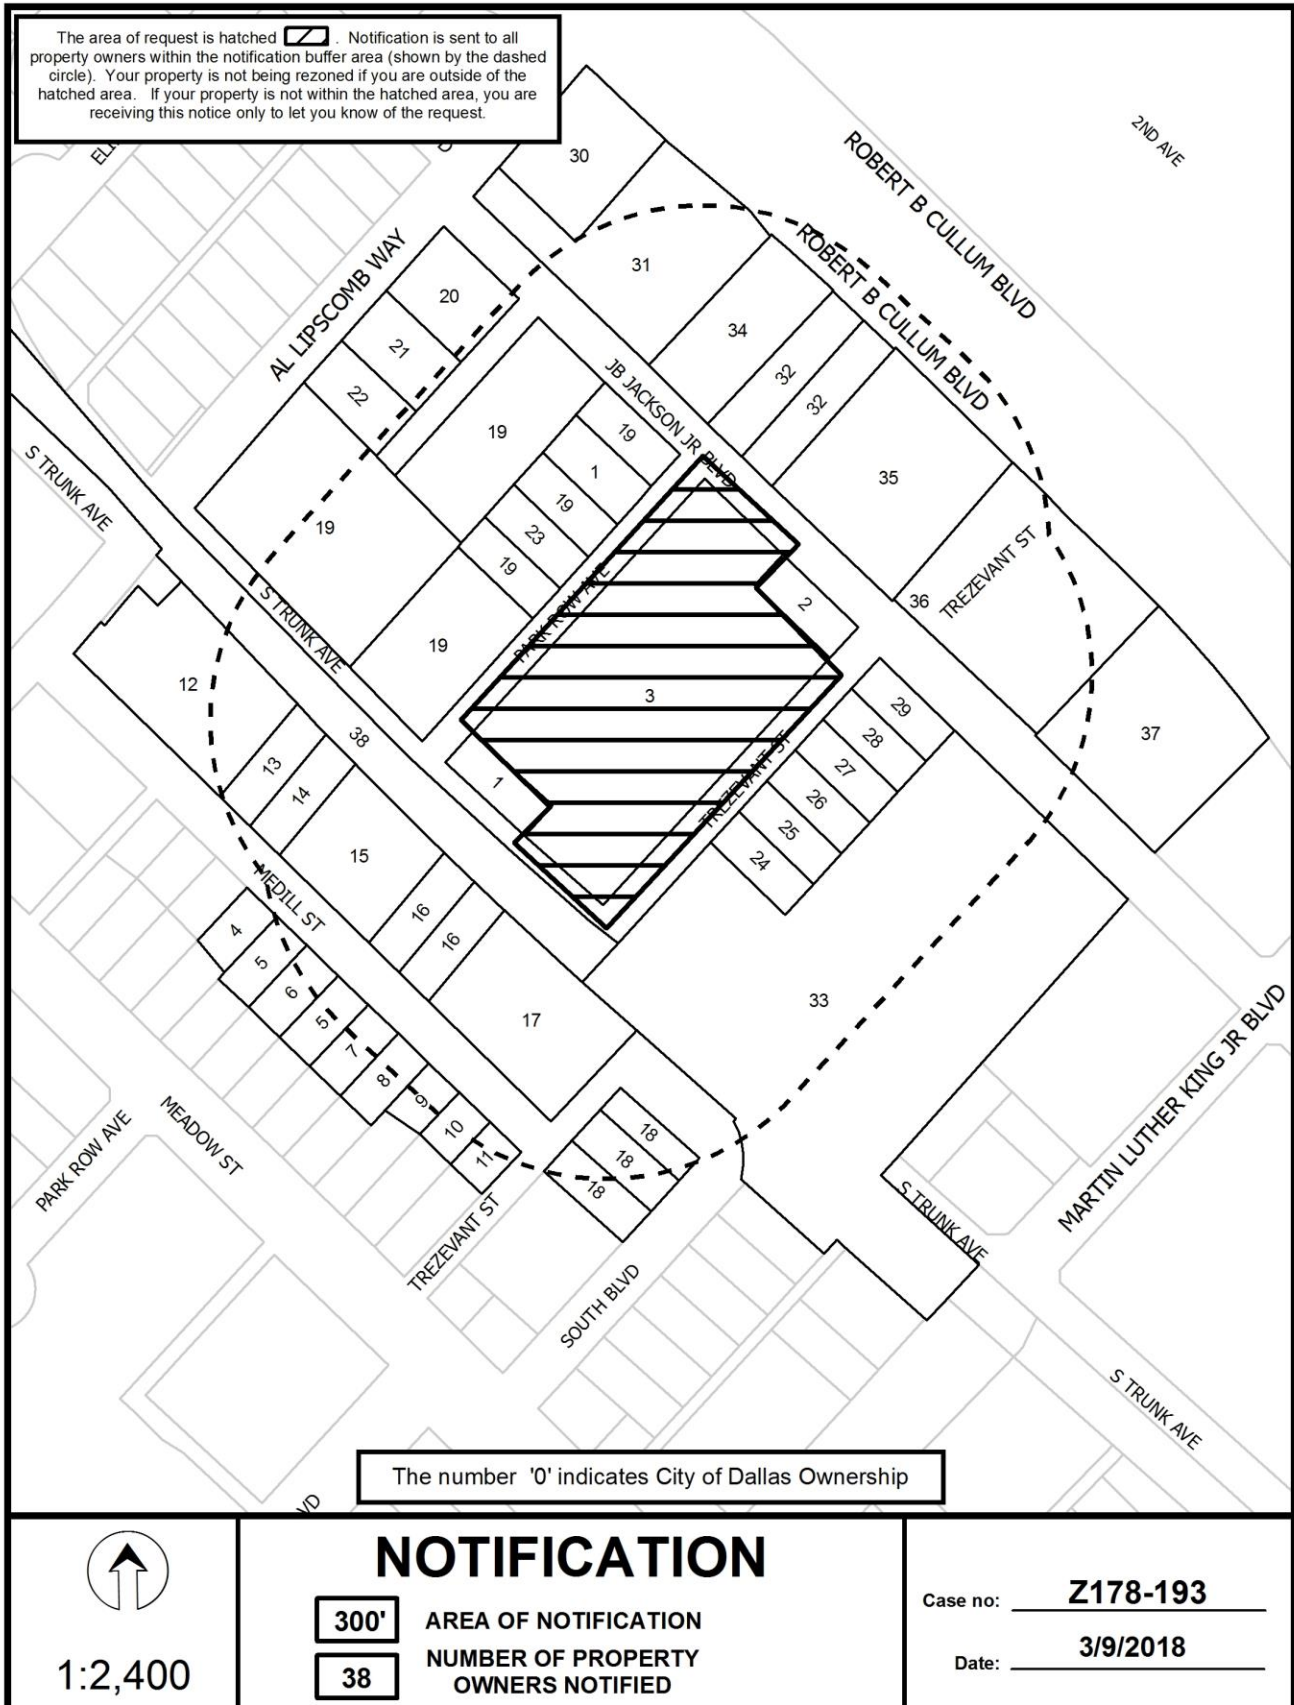 The area of request is hatched . Notification is sent to all
property owners within the notification buffer area (shown by the dashed
circle). Your property is not being rezoned if you are outside of the
hatched area. If your property is not within the hatched area, you are
receiving this notice only to let you know of the request.
2ND AVE
ROBERT B CULLUM BLVD
30
ELI
D
AL LIPSCOMB WAY
ROBERT B CULLUM BLVD
31
20
34
21
JB JACKSON JR BLVD
32
22
32
19
19
1
35
S TRUNK AVE
19
19
23
TREZEVANT ST
19
S TRUNK AVE
PARK ROW AVE
2
36
19
12
3
29
38
28
37
13
27
1
TREZEVANT ST
14
26
25
15
24
MEDILL ST
16
4
16
5
6
33
5
17
7
8
9
MARTIN LUTHER KING JR BLVD
10
18
MEADOW ST
PARK ROW AVE
11
18
18
S TRUNK AVE
TREZEVANT ST
SOUTH BLVD
S TRUNK AVE
VD
The number '0' indicates City of Dallas Ownership
1:2,400
NOTIFICATION
300' AREA OF NOTIFICATION
38 NUMBER OF PROPERTY
OWNERS NOTIFIED
Case no: Z178-193
Date: 3/9/2018